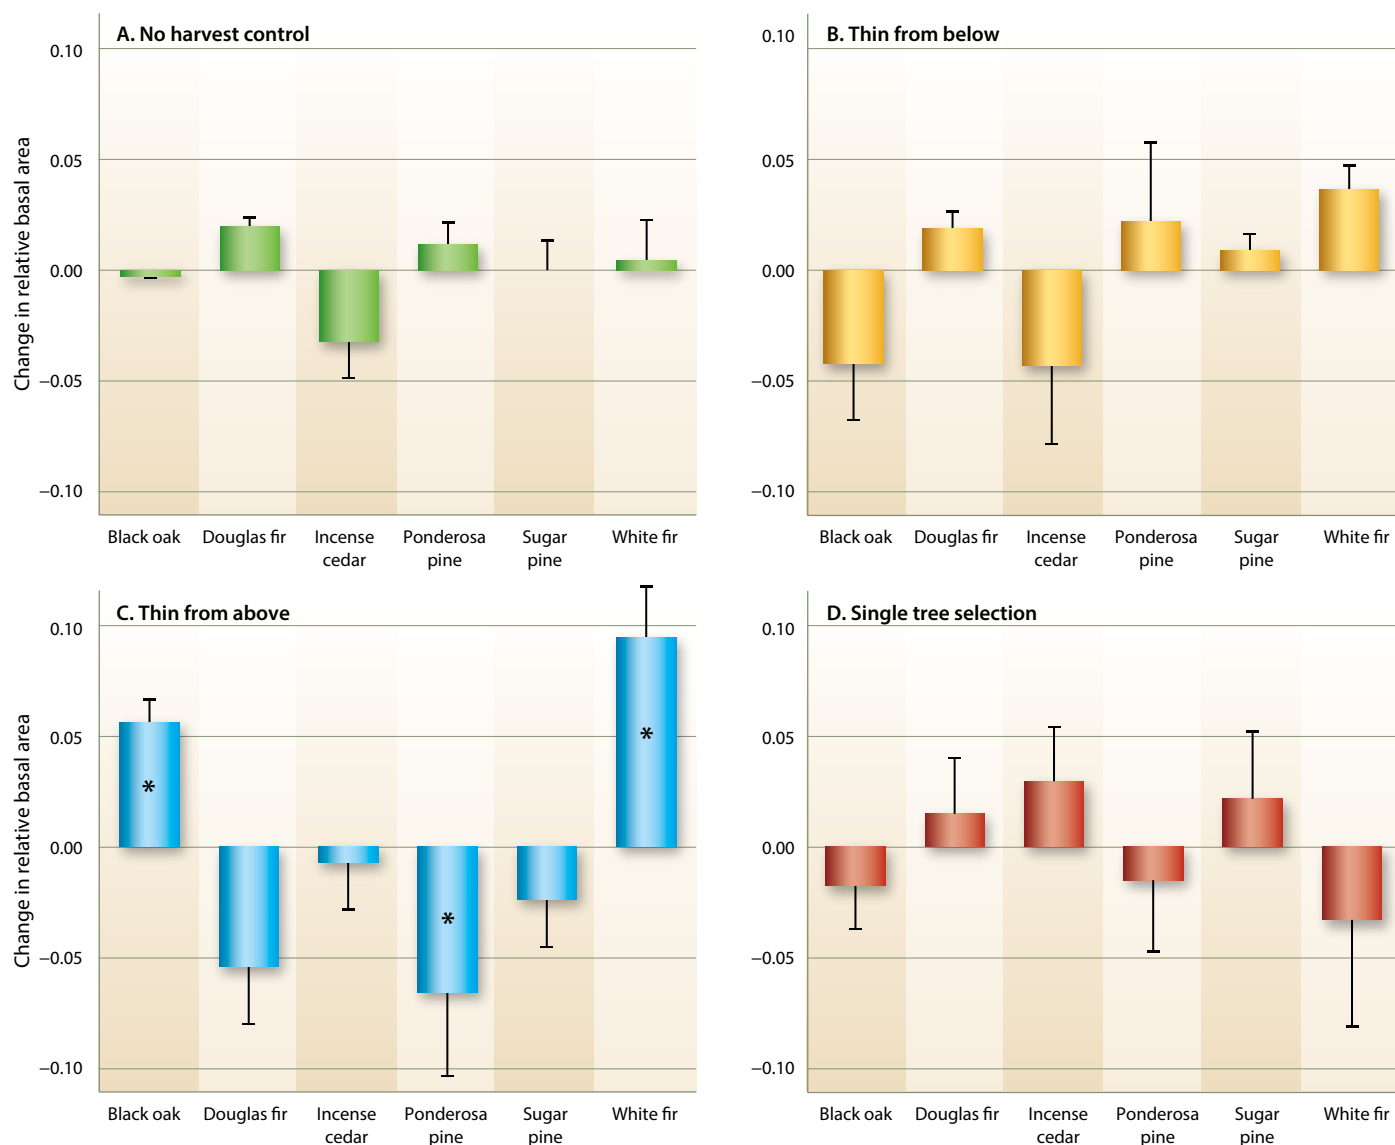 A. No harvest control
Change in relative basal area
0.10
0.05
0.00
−0.05
−0.10
Black oak
Douglas fir
Incense
cedar
Ponderosa
pine
Sugar
pine
White fir
B. Thin from below
0.10
0.05
0.00
−0.05
−0.10
Black oak
Douglas fir
Incense
cedar
Ponderosa
pine
Sugar
pine
White fir
C. Thin from above
Change in relative basal area
0.10
0.05
0.00
−0.05
−0.10
*
*
*
Black oak
Douglas fir
Incense
cedar
Ponderosa
pine
Sugar
pine
White fir
D. Single tree selection
0.10
0.05
0.00
−0.05
−0.10
Black oak
Douglas fir
Incense
cedar
Ponderosa
pine
Sugar
pine
White fir